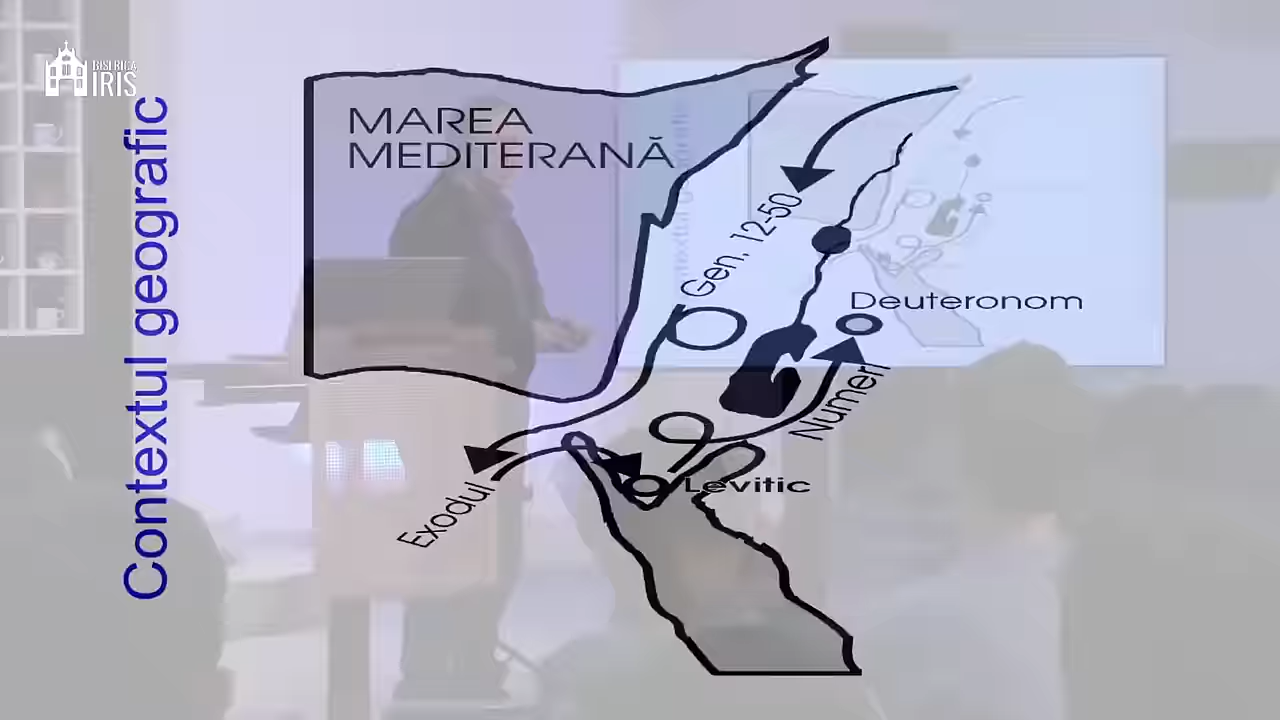 BISERICA
IRIS
Contextul geografic
MAREA
MEDITERANĂ
Gen. 12-50
Deuteronom
Numeri
Levitic
Exodul